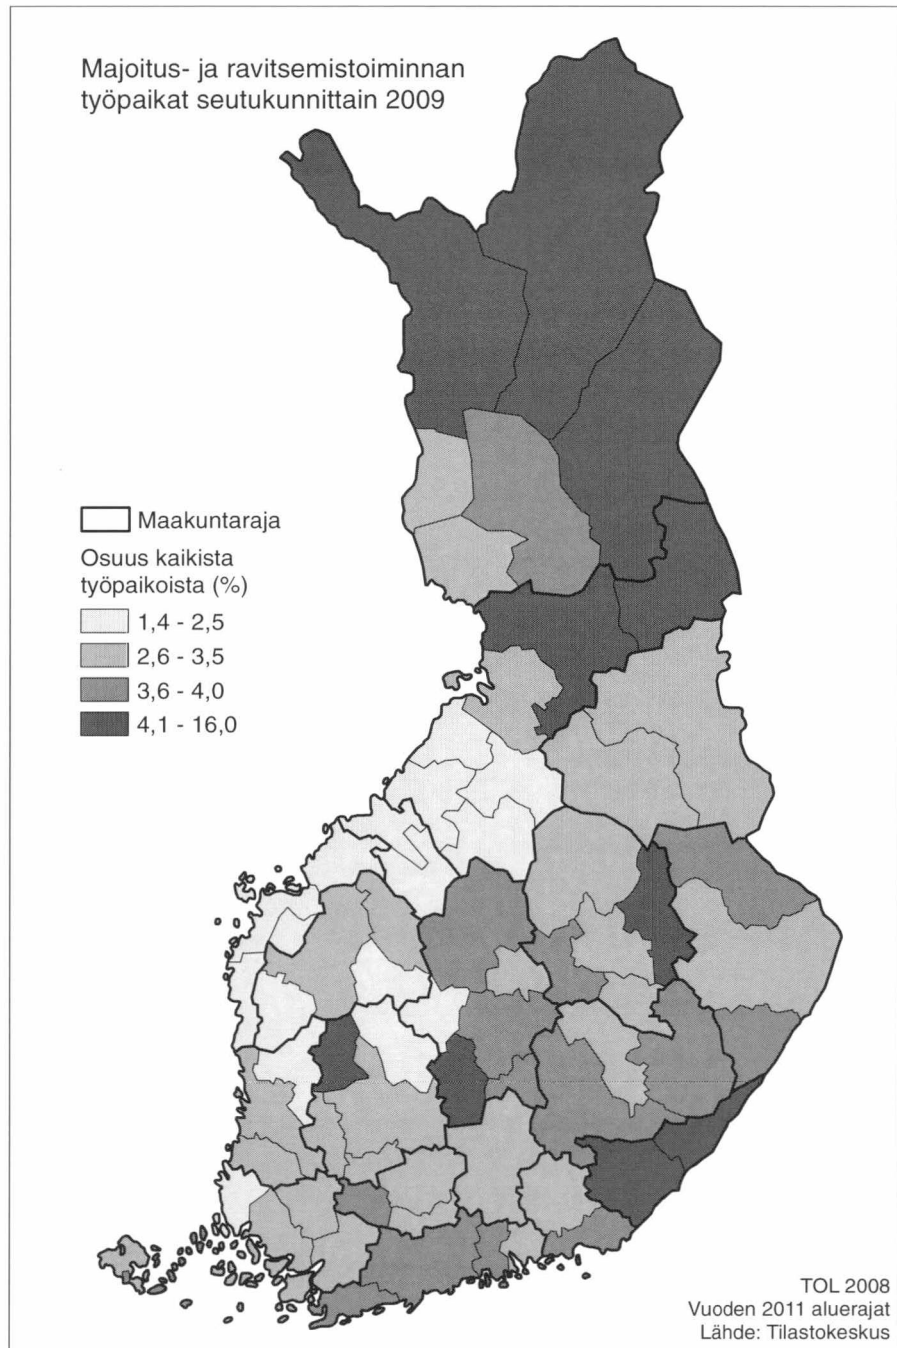 Majoitus- ja ravitsemistoiminnan
työpaikat seutukunnittain 2009
Maakuntaraja
Osuus kaikista
työpaikoista (%)
1,4 - 2,5
2,6 - 3,5
3,6 - 4,0
4,1 - 16,0
TOL 2008
Vuoden 2011 aluerajat
Lähde: Tilastokeskus